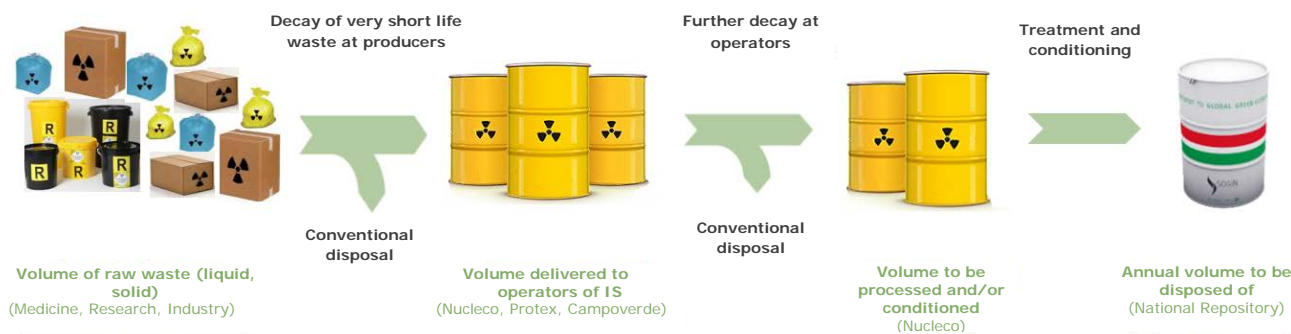 Decay of very short life
waste at producers
Further decay at
operators
Treatment and
conditioning
R
R
R
R
R
SOGIN
Conventional
disposal
Conventional
disposal
Volume of raw waste (liquid,
solid)
(Medicine, Research, Industry)
Volume delivered to
operators of IS
(Nucleco, Protex, Campoverde)
Volume to be
processed and/or
conditioned
(Nucleco)
Annual volume to be
disposed of
(National Repository)